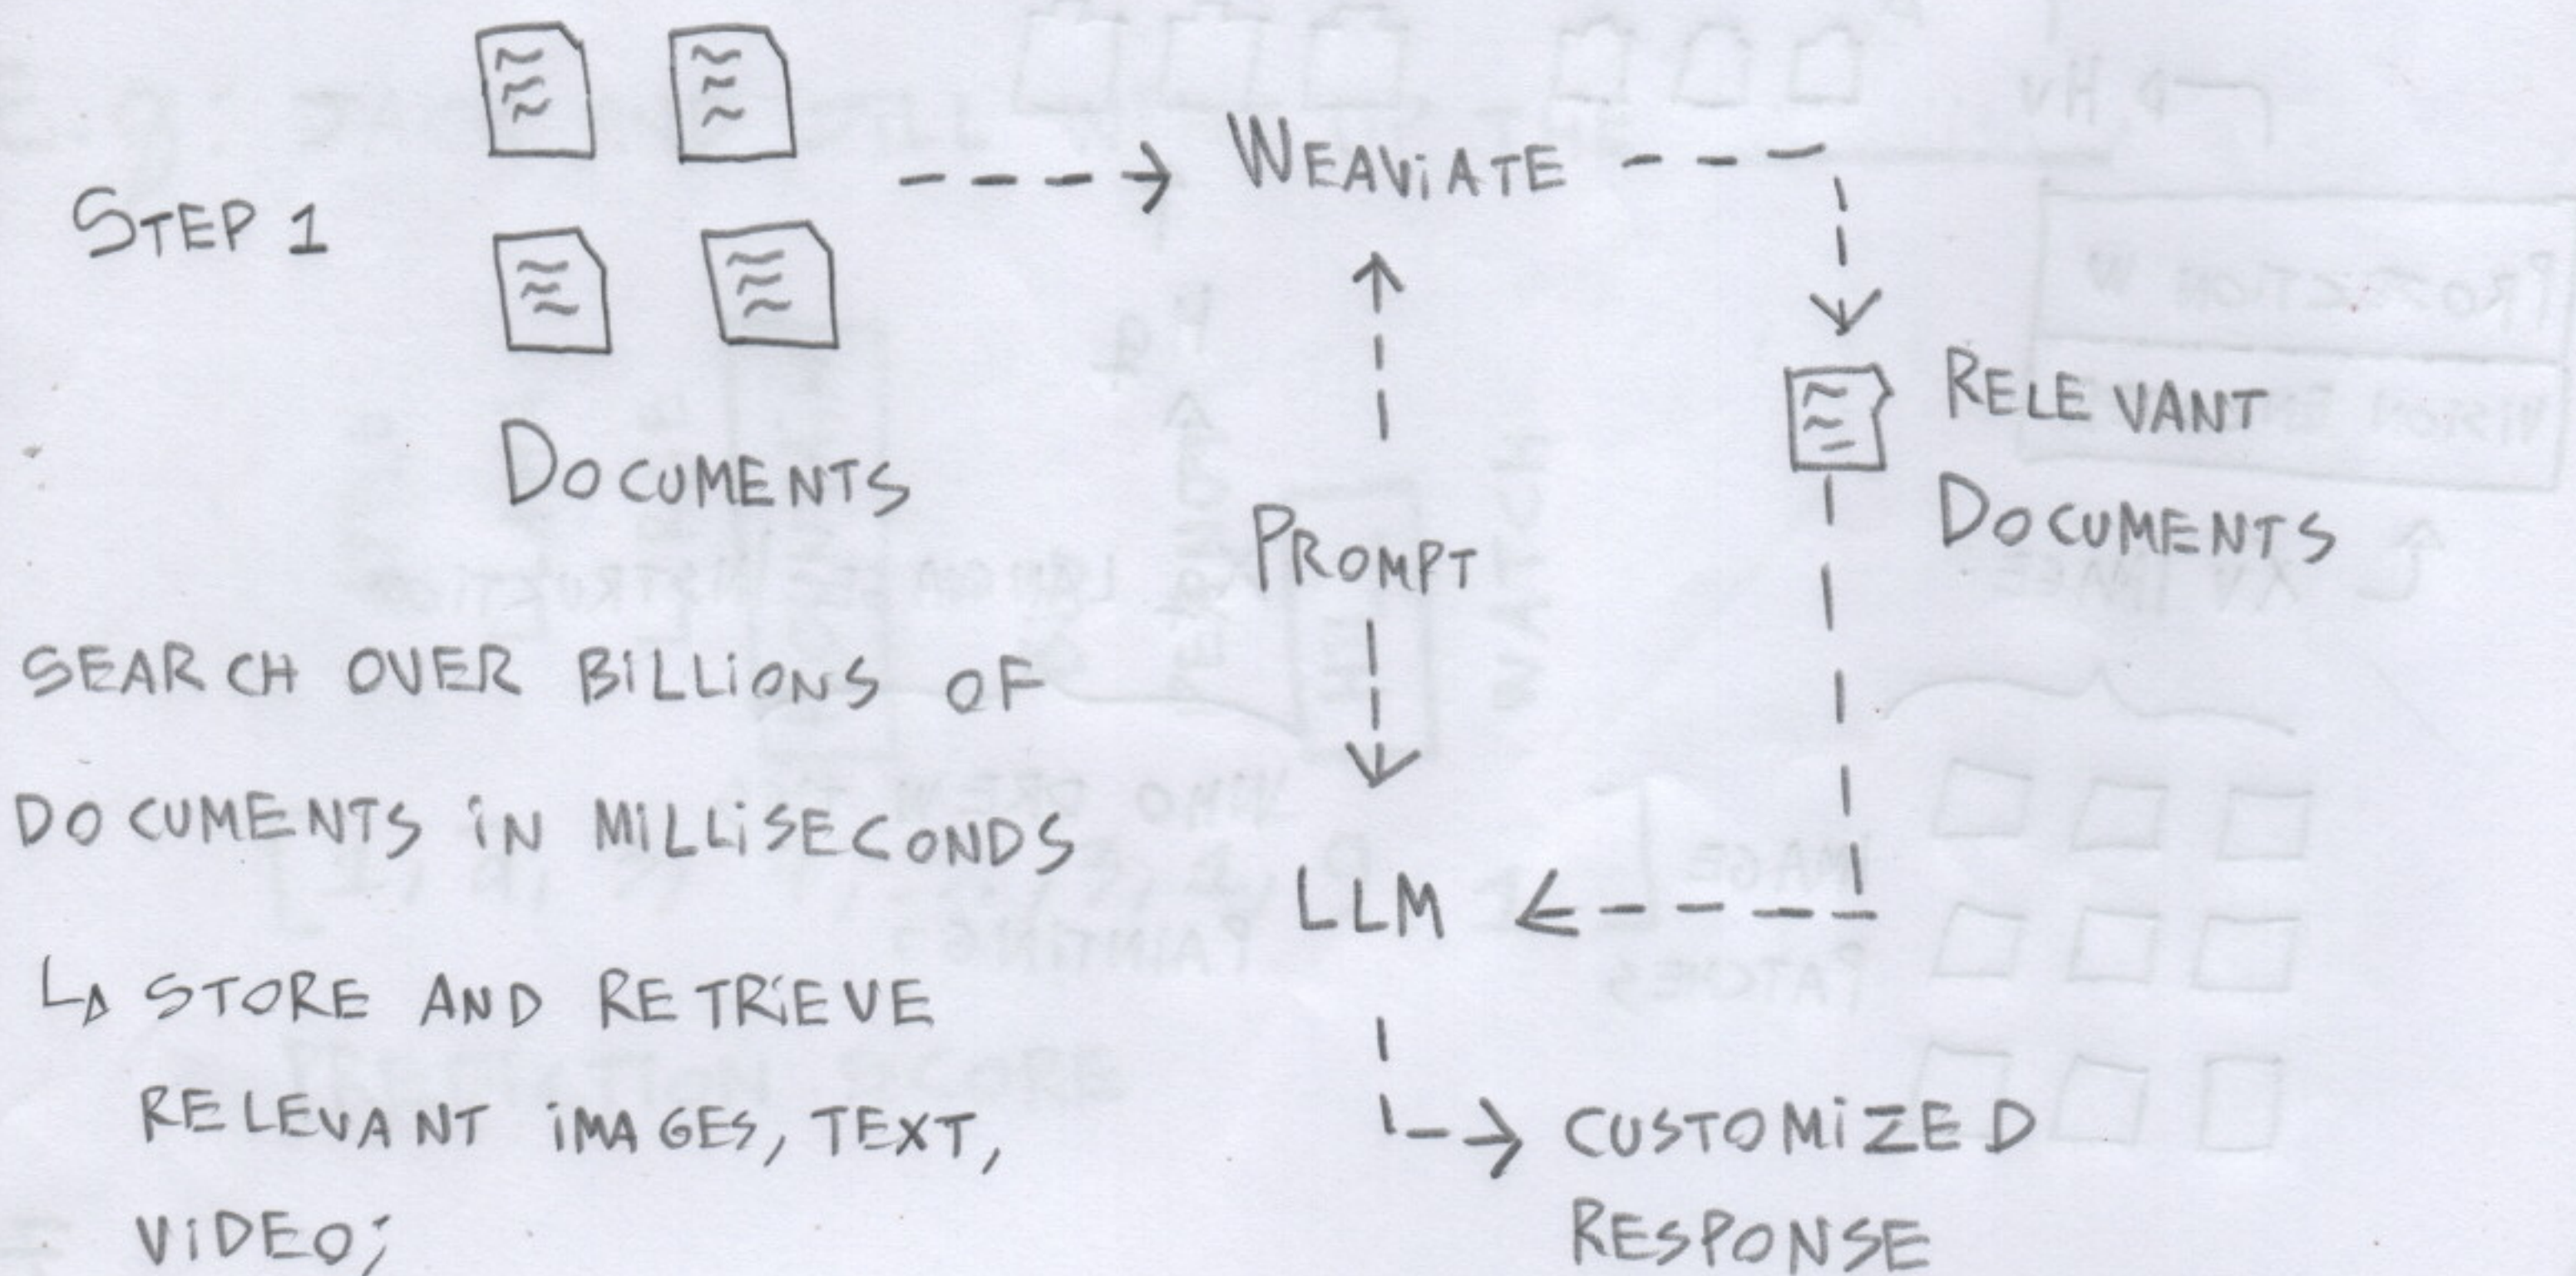 STEP 1
DOCUMENTS
WEAVIATE
PROMPT
RELEVANT
DOCUMENTS
LLM
CUSTOMIZED
RESPONSE
SEARCH OVER BILLIONS OF
DOCUMENTS IN MILLISECONDS
STORE AND RETRIEVE
RELEVANT IMAGES, TEXT,
VIDEO;